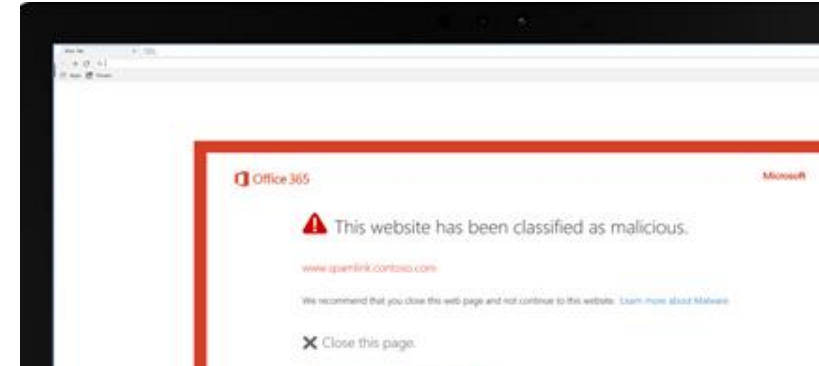 Office 365
Microsoft
This website has been classified as malicious.
www.spamlink.contoso.com
We recommend that you close this web page and not continue to this website. Learn more about Malware
Close this page.